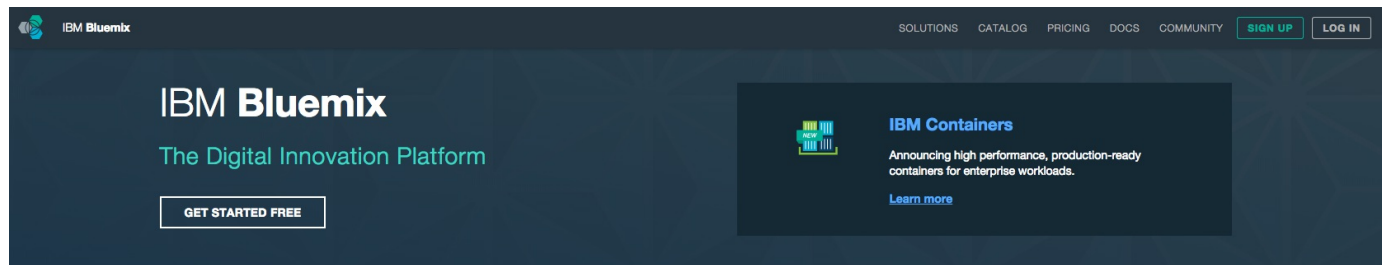 IBM Bluemix
SOLUTIONS CATALOG PRICING DOCS COMMUNITY SIGN UP LOG IN
IBM Bluemix
The Digital Innovation Platform
GET STARTED FREE
NEW
IBM Containers
Announcing high performance, production-ready
containers for enterprise workloads.
Learn more